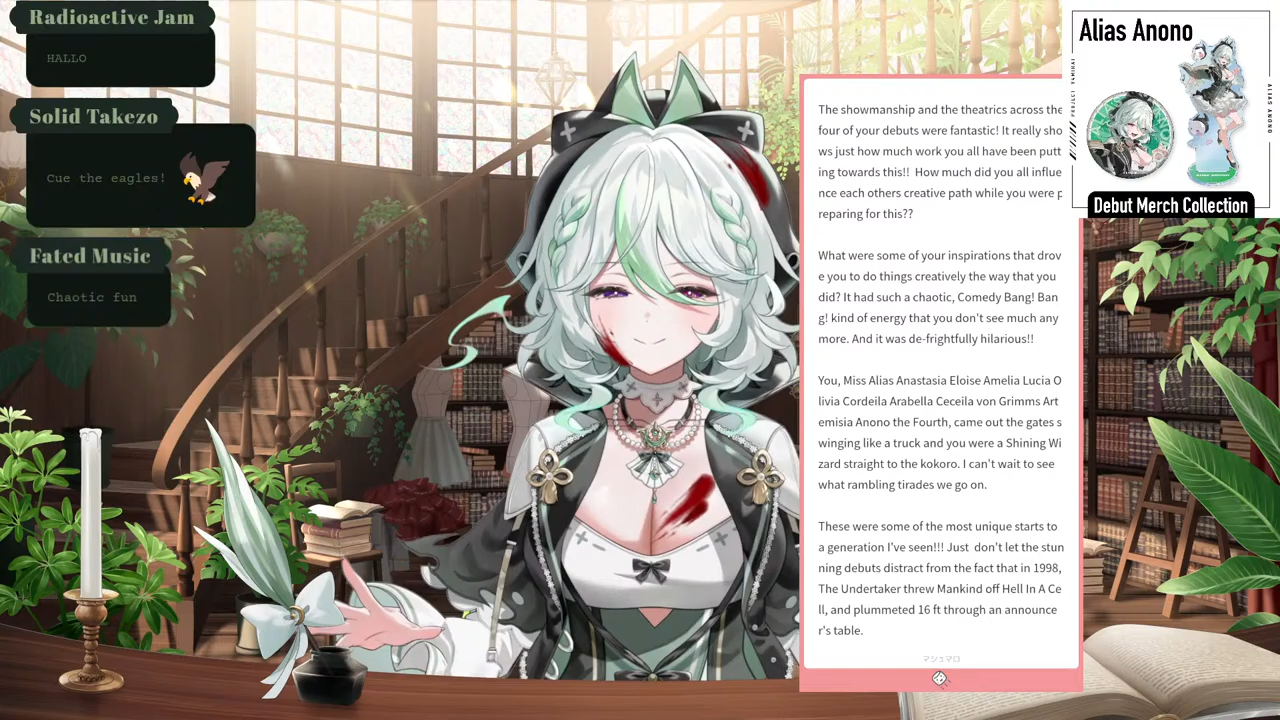 Radioactive Jam
HALLO
Solid Takezo
Cue the eagles!
Fated Music
Chaotic fun
The showmanship and the theatrics across the
four of your debuts were fantastic! It really sho
ws just how much work you all have been putt
ing towards this!! How much did you all influe
nce each others creative path while you were p
reparing for this??
What were some of your inspirations that drov
e you to do things creatively the way that you
did? It had such a chaotic, Comedy Bang! Ban
g! kind of energy that you don't see much any
more. And it was de-frightfully hilarious!!
You, Miss Alias Anastasia Eloise Amelia Lucia O
livia Cordeila Arabella Ceceila von Grimms Art
emisia Anono the Fourth, came out the gates s
winging like a truck and you were a Shining Wi
zard straight to the kokoro. I can't wait to see
what rambling tirades we go on.
These were some of the most unique starts to
a generation I've seen!!! Just don't let the stun
ning debuts distract from the fact that in 1998,
The Undertaker threw Mankind off Hell In A Ce
ll, and plummeted 16 ft through an announce
r's table.
マシュマロ
Alias Anono
PROJECT
ALIAS ANONO
Debut Merch Collection